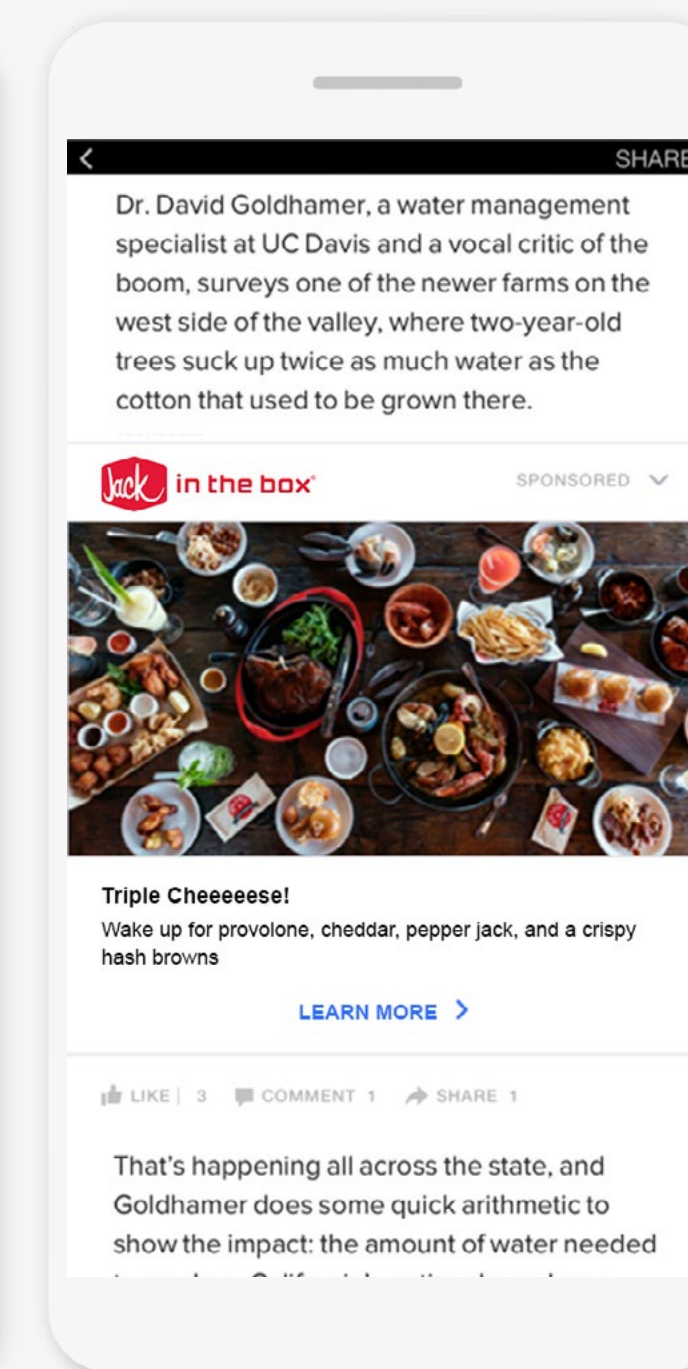 SHARE
Dr. David Goldhamer, a water management
specialist at UC Davis and a vocal critic of the
boom, surveys one of the newer farms on the
west side of the valley, where two-year-old
trees suck up twice as much water as the
cotton that used to be grown there.
Jack in the box
SPONSORED
Triple Cheeeeese!
Wake up for provolone, cheddar, pepper jack, and a crispy
hash browns
LEARN MORE
LIKE | 3 COMMENT 1 SHARE 1
That’s happening all across the state, and
Goldhamer does some quick arithmetic to
show the impact: the amount of water needed